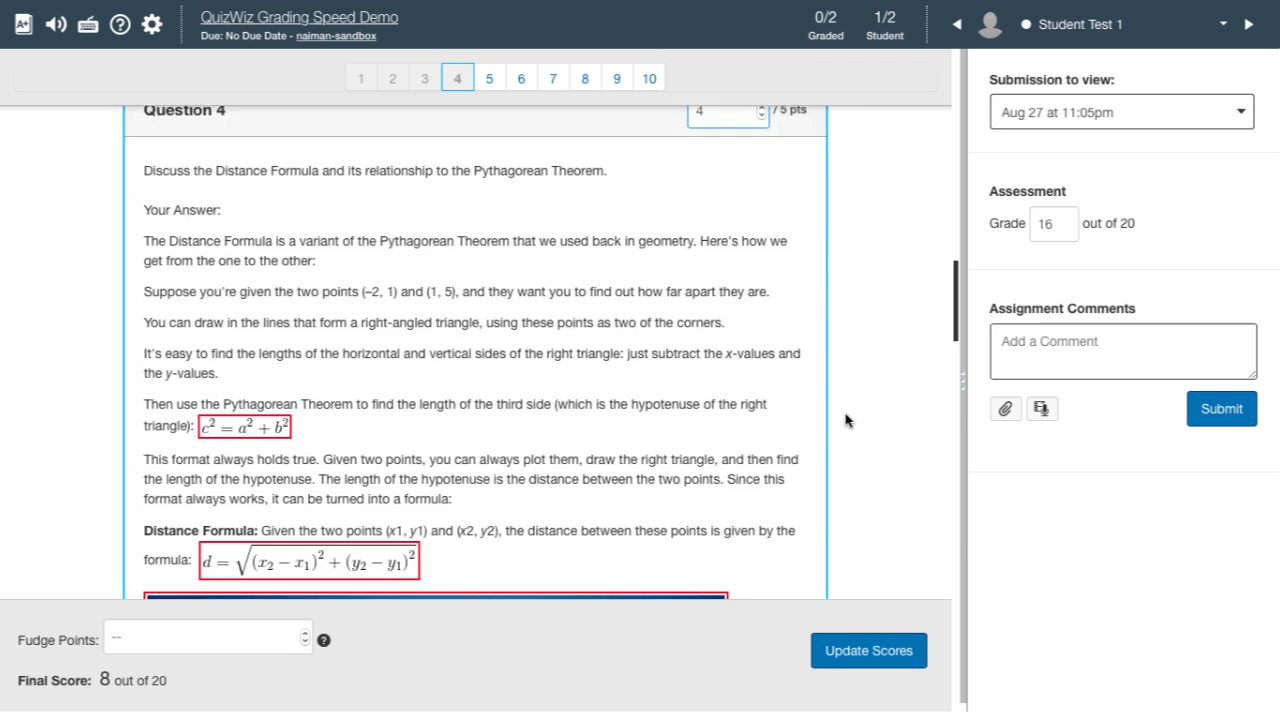 A+
QuizWiz Grading Speed Demo
Due: No Due Date - naiman-sandbox
0/2
Graded
1/2
Student
Student Test 1
1 2 3 4 5 6 7 8 9 10
Question 4
4 / 5 pts
Discuss the Distance Formula and its relationship to the Pythagorean Theorem.
Your Answer:
The Distance Formula is a variant of the Pythagorean Theorem that we used back in geometry. Here's how we
get from the one to the other:
Suppose you're given the two points (–2, 1) and (1, 5), and they want you to find out how far apart they are.
You can draw in the lines that form a right-angled triangle, using these points as two of the corners.
It's easy to find the lengths of the horizontal and vertical sides of the right triangle: just subtract the x-values and
the y-values.
Then use the Pythagorean Theorem to find the length of the third side (which is the hypotenuse of the right
triangle): c² = a² + b²
This format always holds true. Given two points, you can always plot them, draw the right triangle, and then find
the length of the hypotenuse. The length of the hypotenuse is the distance between the two points. Since this
format always works, it can be turned into a formula:
Distance Formula: Given the two points (x1, y1) and (x2, y2), the distance between these points is given by the
formula: d = √(x₂ − x₁)² + (y₂ − y₁)²
Fudge Points: --
?
Update Scores
Final Score: 8 out of 20
Submission to view:
Aug 27 at 11:05pm
Assessment
Grade 16 out of 20
Assignment Comments
Add a Comment
Submit